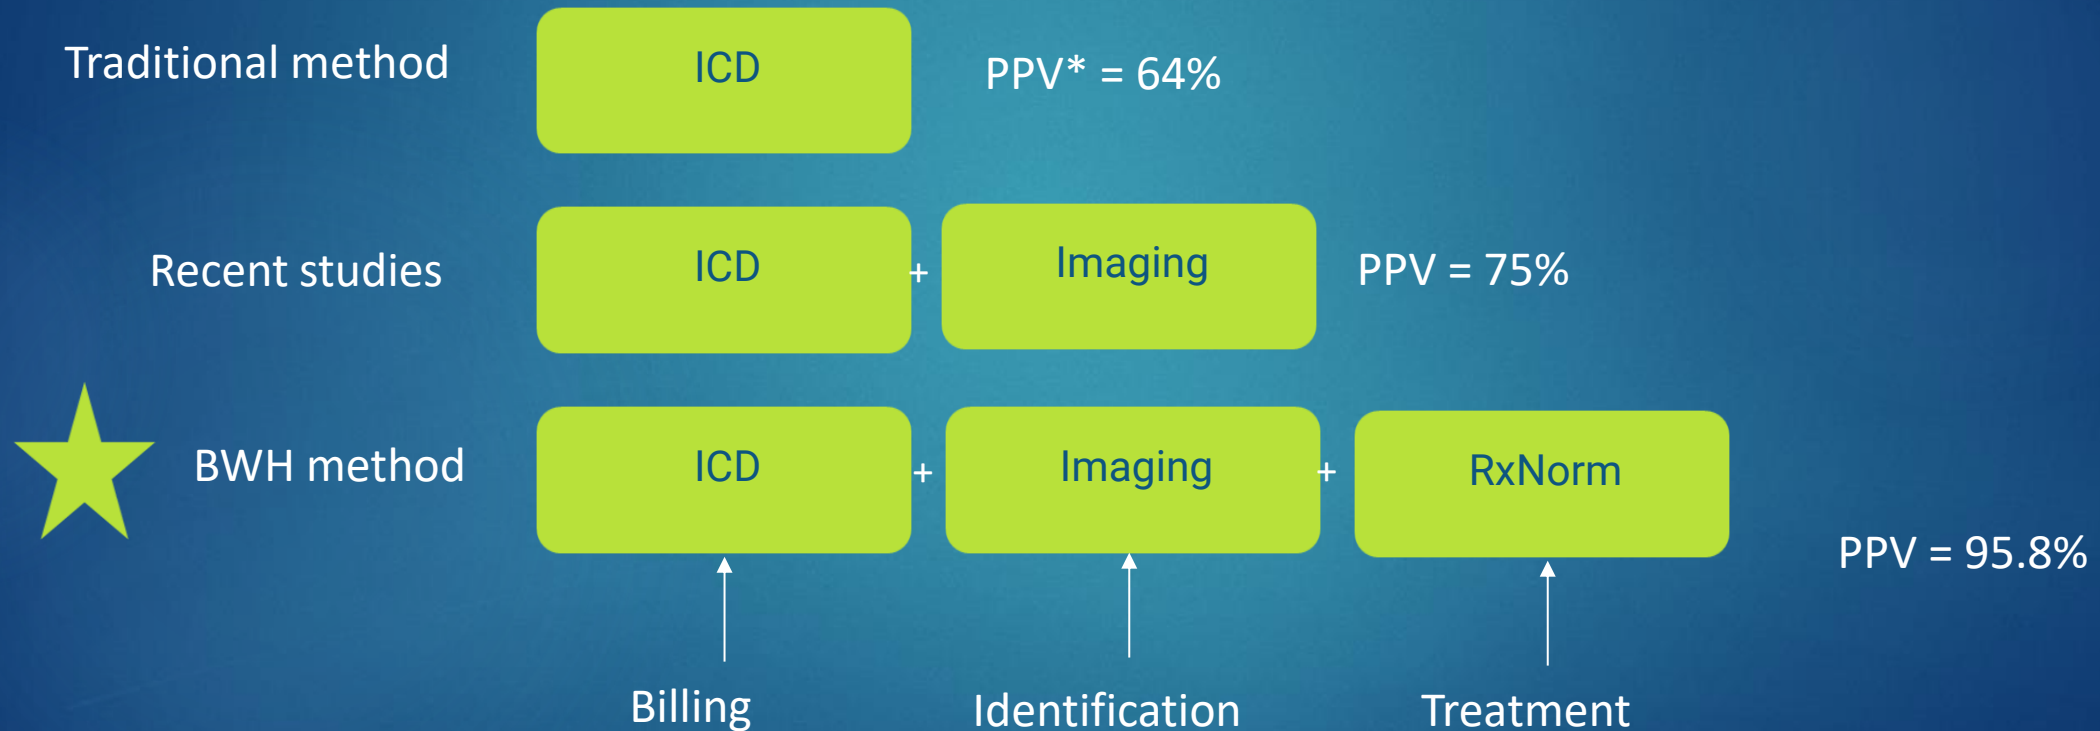 Traditional method
ICD
PPV* = 64%
Recent studies
ICD
+
Imaging
PPV = 75%
BWH method
ICD
+
Imaging
+
RxNorm
PPV = 95.8%
Billing
Identification
Treatment